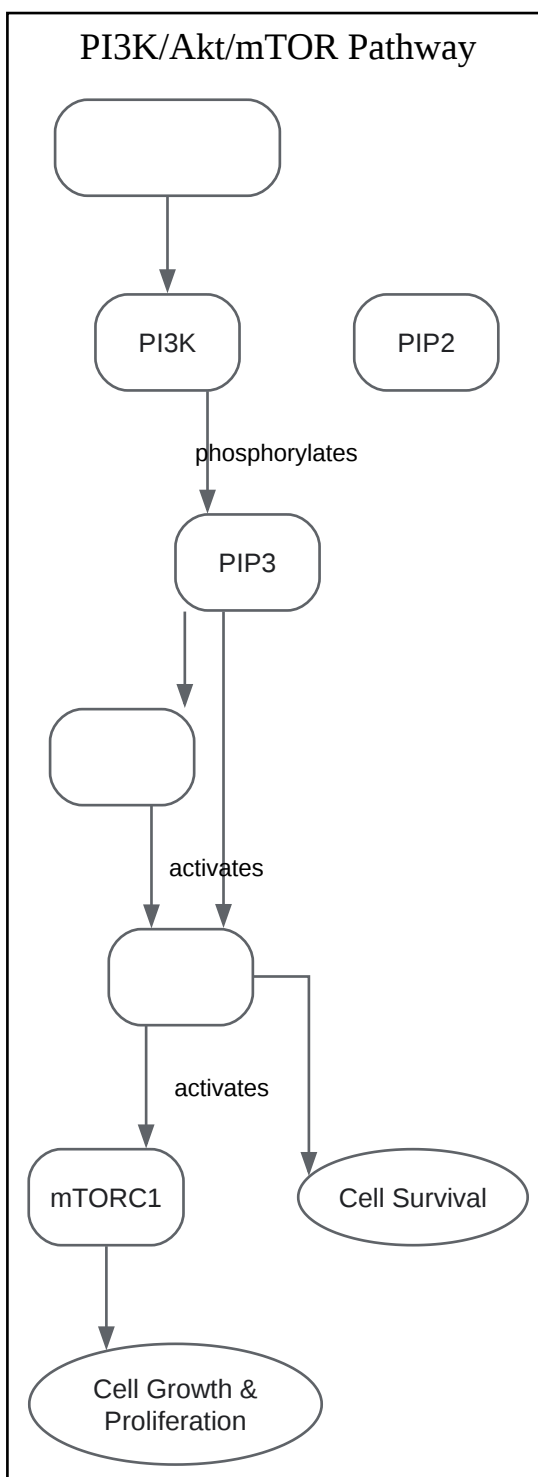 PI3K/Akt/mTOR Pathway
PI3K
PIP2
phosphorylates
PIP3
activates
activates
mTORC1
Cell Survival
Cell Growth &
Proliferation